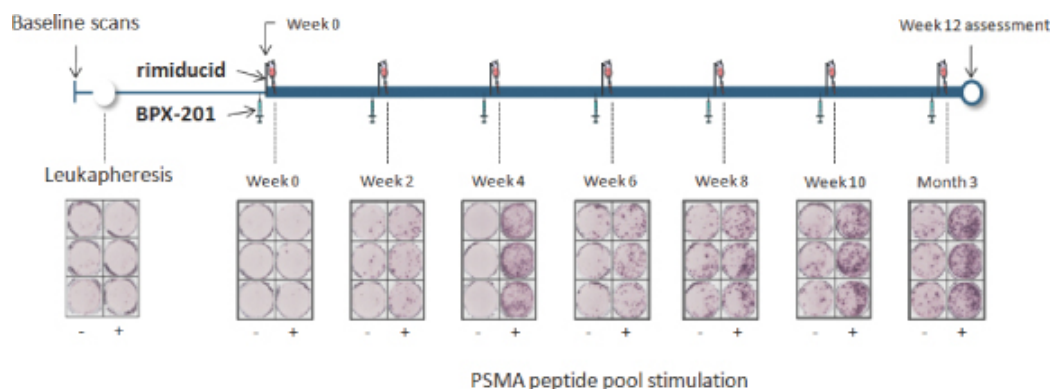 Baseline scans
Week 0
Week 12 assessment
rimiducid
BPX-201
Leukapheresis
Week 0
Week 2
Week 4
Week 6
Week 8
Week 10
Month 3
- +
- +
- +
- +
- +
- +
- +
- +
PSMA peptide pool stimulation